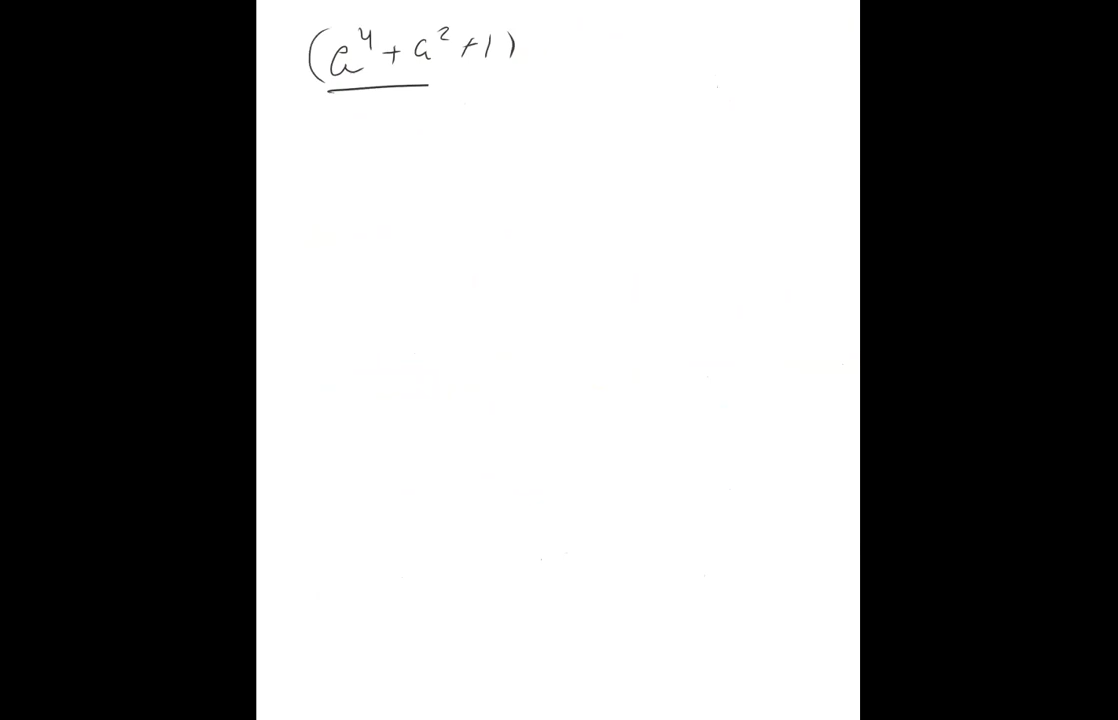 (a⁴ + a² + 1)